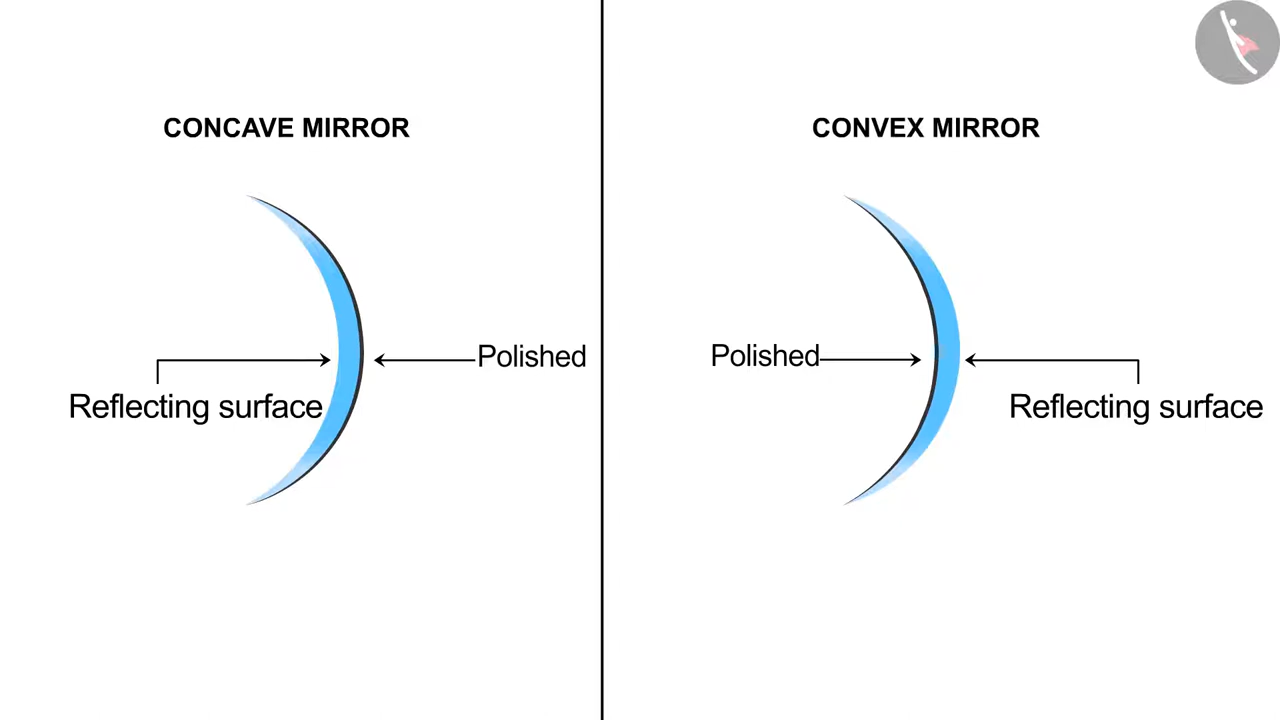 CONCAVE MIRROR
Polished
Reflecting surface
CONVEX MIRROR
Polished
Reflecting surface